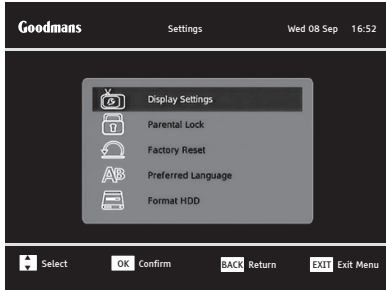 Goodmans Settings Wed 08 Sep 16:52
Display Settings
Parental Lock
Factory Reset
Preferred Language
Format HDD
Select OK Confirm BACK Return EXIT Exit Menu